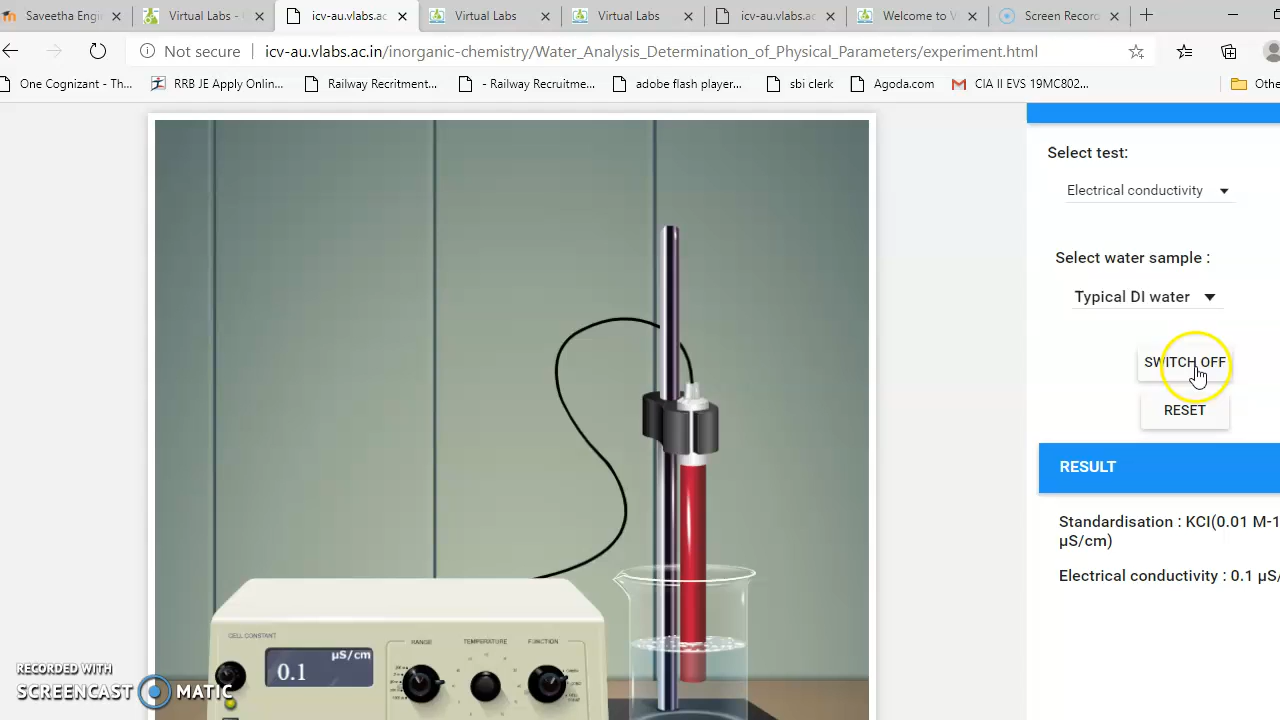 Saveetha Engin
Virtual Labs -
icv-au.vlabs.ac
Virtual Labs
Virtual Labs
icv-au.vlabs.ac
Welcome to V
Screen Record
Not secure
icv-au.vlabs.ac.in/inorganic-chemistry/Water_Analysis_Determination_of_Physical_Parameters/experiment.html
One Cognizant - Th...
RRB JE Apply Onlin...
Railway Recritment...
- Railway Recruitme...
adobe flash player...
sbi clerk
Agoda.com
CIA II EVS 19MC802...
Othe
Select test:
Electrical conductivity
Select water sample :
Typical DI water
SWITCH OFF
RESET
RESULT
Standardisation : KCl(0.01 M-1
µS/cm)
Electrical conductivity : 0.1 µS/
CELL CONSTANT
RANGE
TEMPERATURE
FUNCTION
µS/cm
0.1
RECORDED WITH
SCREENCAST MATIC